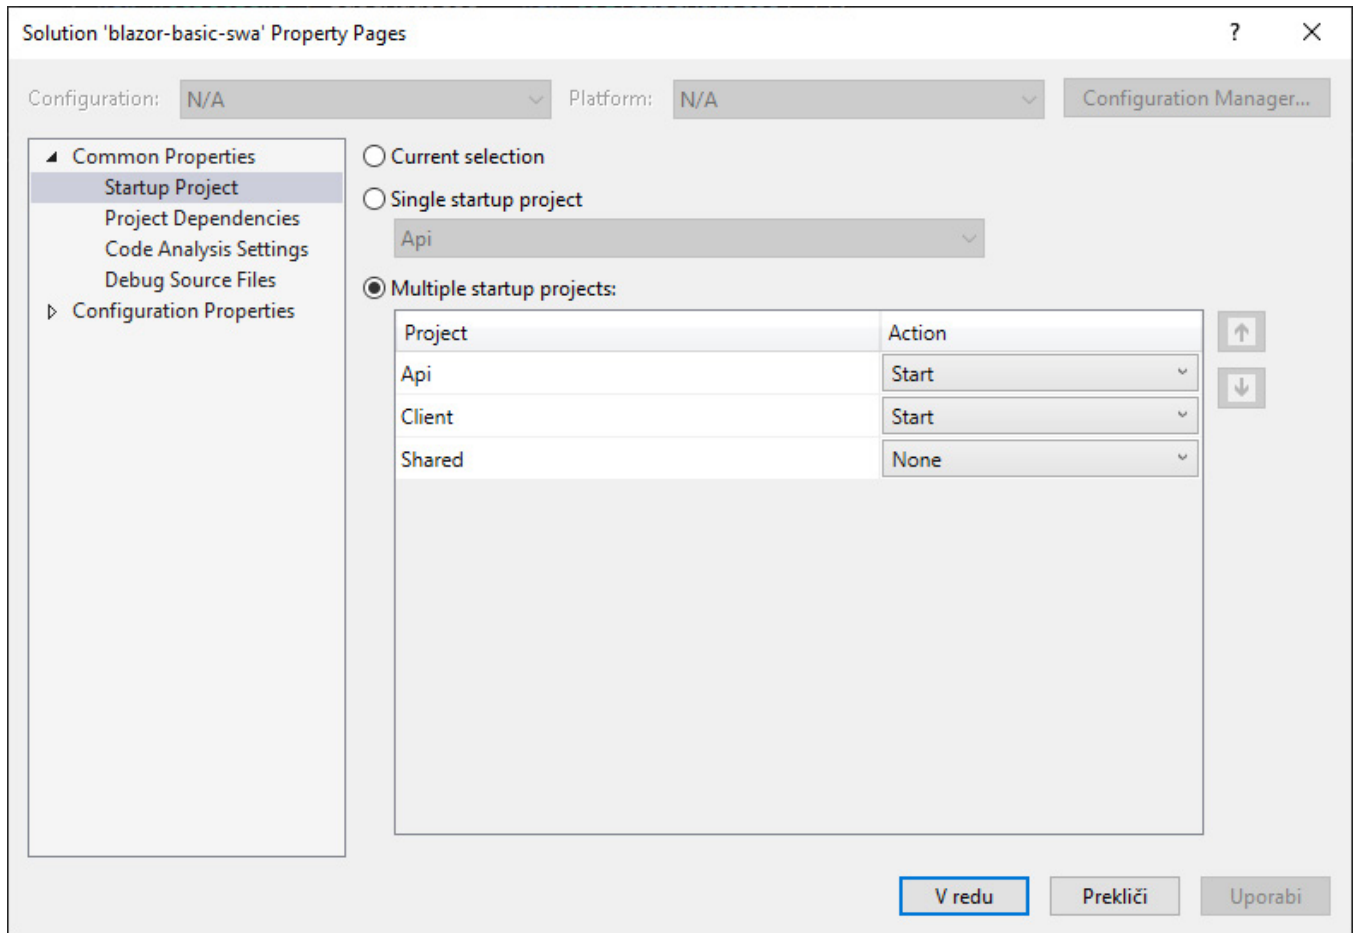 Solution 'blazor-basic-swa' Property Pages
?
Configuration: N/A Platform: N/A Configuration Manager...
Common Properties
Startup Project
Project Dependencies
Code Analysis Settings
Debug Source Files
Configuration Properties
Current selection
Single startup project
Api
Multiple startup projects:
Project Action
Api Start
Client Start
Shared None
V redu Prekliči Uporabi